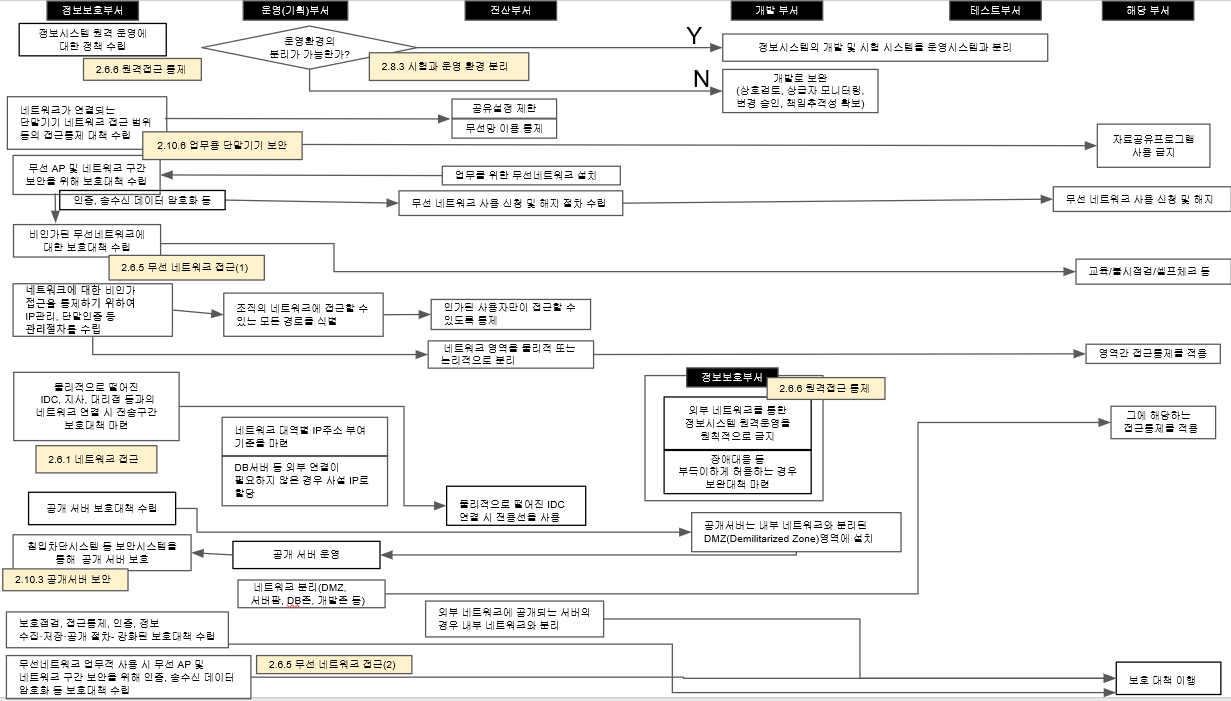 정보보호부서
운영(기획)부서
전산부서
개발 부서
테스트부서
해당 부서
정보시스템 원격 운영에
대한 정책 수립
2.6.6 원격접근 통제
운영환경의
분리가 가능한가?
Y
N
2.8.3 시험과 운영 환경 분리
정보시스템의 개발 및 시험 시스템을 운영시스템과 분리
개발로 보완
(상호검토, 상급자 모니터링,
변경 승인, 책임추적성 확보)
네트워크가 연결되는
단말기기 네트워크 접근 범위
등의 접근통제 대책 수립
공유설정 제한
무선망 이용 통제
2.10.6 업무용 단말기기 보안
자료공유프로그램
사용 금지
무선 AP 및 네트워크 구간
보안을 위해 보호대책 수립
업무를 위한 무선네트워크 설치
인증, 송수신 데이터 암호화 등
무선 네트워크 사용 신청 및 해지 절차 수립
무선 네트워크 사용 신청 및 해지
비인가된 무선네트워크에
대한 보호대책 수립
2.6.5 무선 네트워크 접근(1)
교육/불시점검/셀프체크 등
네트워크에 대한 비인가
접근을 통제하기 위하여
IP관리, 단말인증 등
관리절차를 수립
조직의 네트워크에 접근할 수
있는 모든 경로를 식별
인가된 사용자만이 접근할 수
있도록 통제
네트워크 영역을 물리적 또는
논리적으로 분리
영역간 접근통제를 적용
물리적으로 떨어진
IDC, 지사, 대리점 등과의
네트워크 연결 시 전송구간
보호대책 마련
2.6.1 네트워크 접근
네트워크 대역별 IP주소 부여
기준을 마련
DB서버 등 외부 연결이
필요하지 않은 경우 사설 IP로
할당
정보보호부서
2.6.6 원격접근 통제
외부 네트워크를 통한
정보시스템 원격운영을
원칙적으로 금지
장애대응 등
부득이하게 허용하는 경우
보완대책 마련
그에 해당하는
접근통제를 적용
물리적으로 떨어진 IDC
연결 시 전용선을 사용
공개 서버 보호대책 수립
공개서버는 내부 네트워크와 분리된
DMZ(Demilitarized Zone)영역에 설치
침입차단시스템 등 보안시스템을
통해 공개 서버 보호
공개 서버 운영
2.10.3 공개서버 보안
네트워크 분리(DMZ,
서버팜, DB존, 개발존 등)
외부 네트워크에 공개되는 서버의
경우 내부 네트워크와 분리
보호점검, 접근통제, 인증, 정보
수집·저장·공개 절차- 강화된 보호대책 수립
무선네트워크 업무적 사용 시 무선 AP 및
네트워크 구간 보안을 위해 인증, 송수신 데이터
암호화 등 보호대책 수립
2.6.5 무선 네트워크 접근(2)
보호 대책 이행